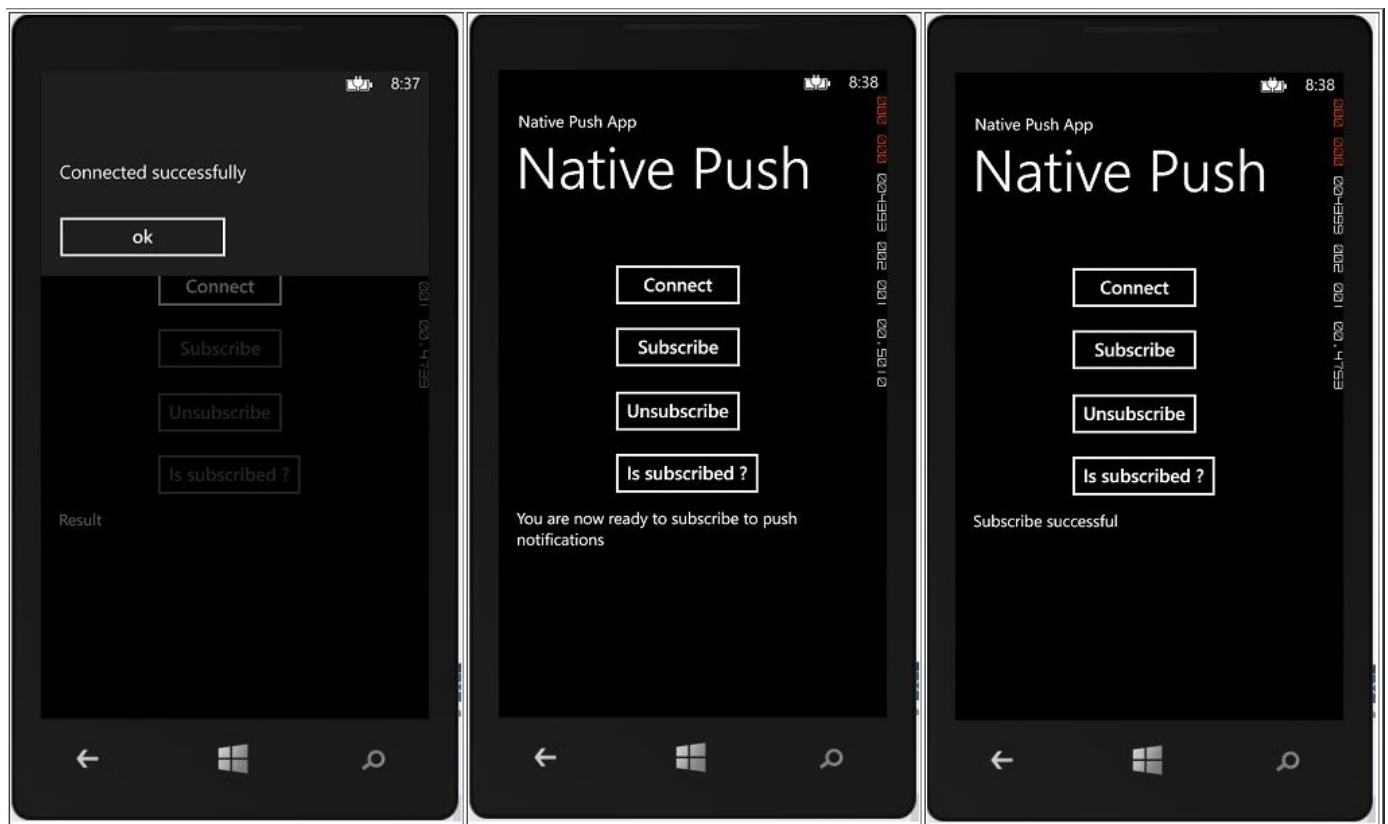 8:37
Connected successfully
ok
Connect
Subscribe
Unsubscribe
Is subscribed ?
Result
8:38
Native Push App
Native Push
Connect
Subscribe
Unsubscribe
Is subscribed ?
You are now ready to subscribe to push
notifications
8:38
Native Push App
Native Push
Connect
Subscribe
Unsubscribe
Is subscribed ?
Subscribe successful